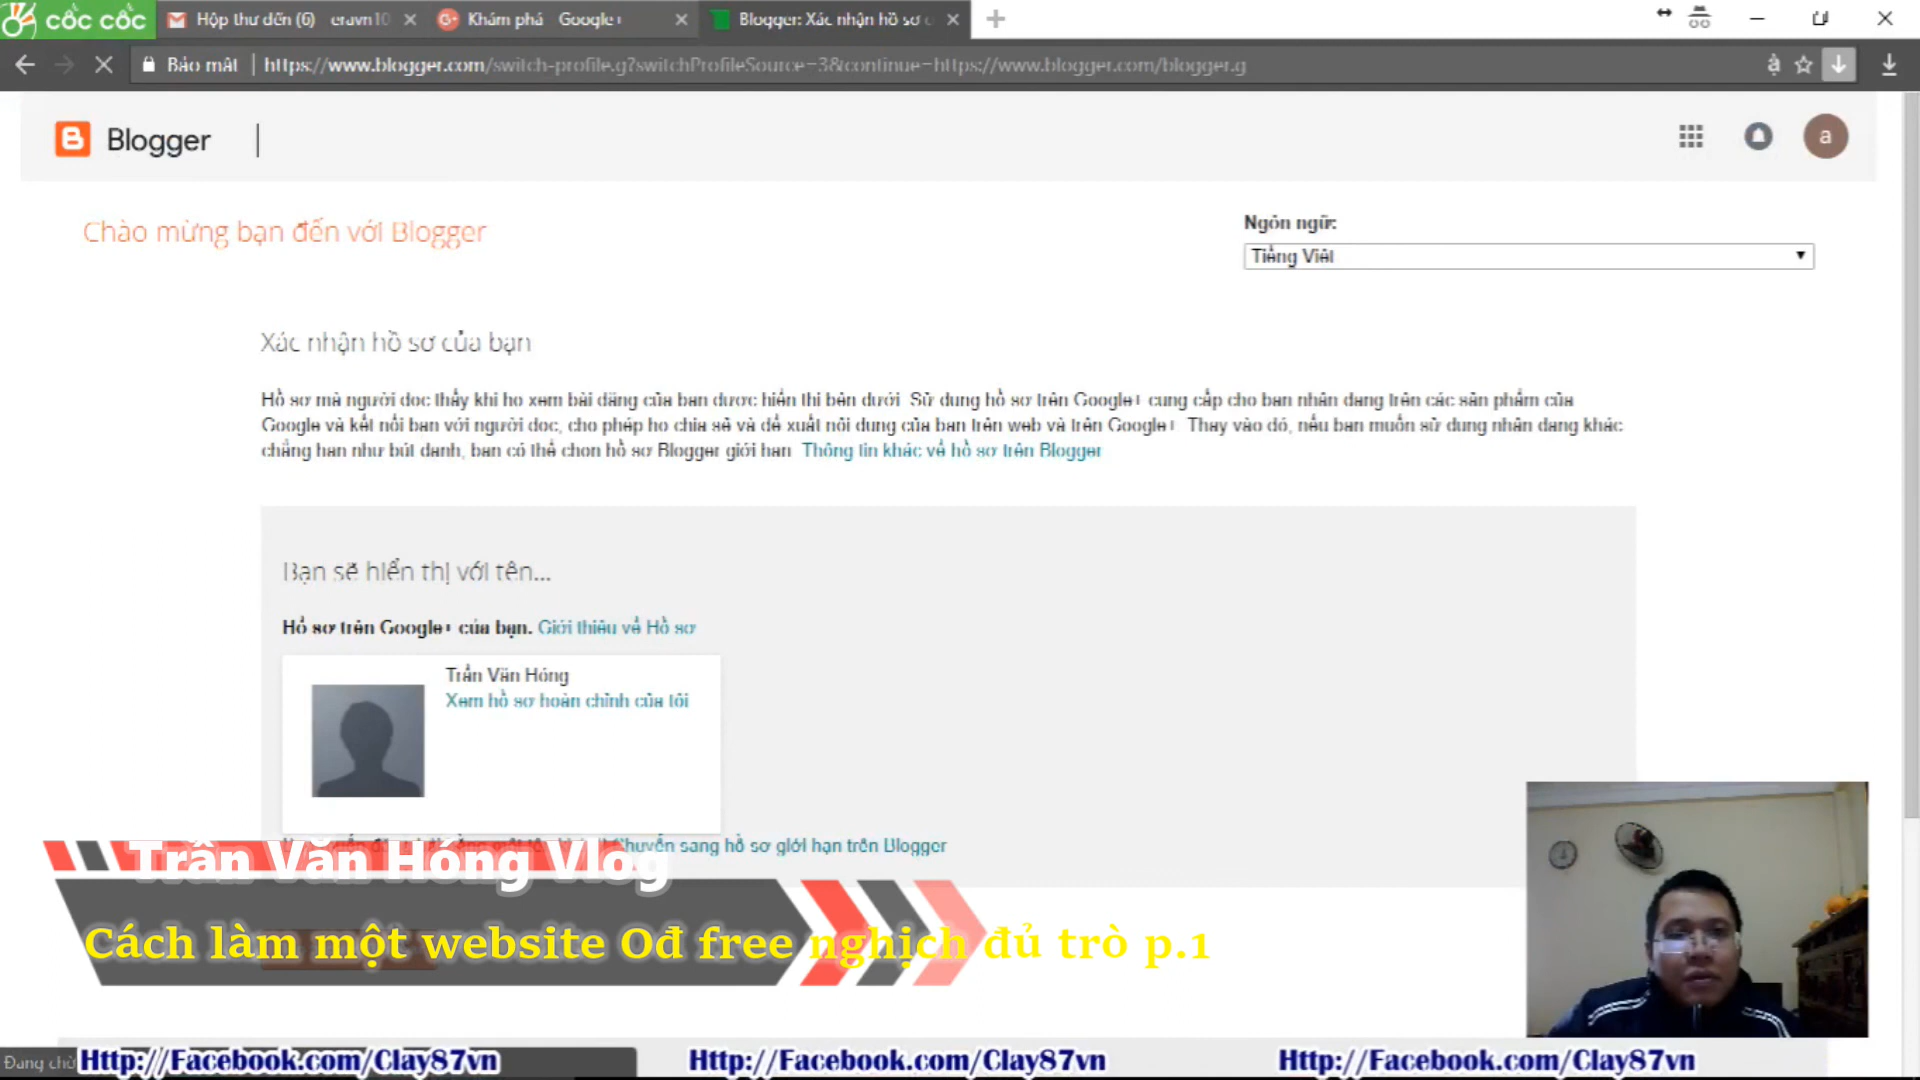 cốc cốc
Hộp thư đến (6)
Khám phá Google+
Blogger: Xác nhận hồ sơ
Bảo mật
https://www.blogger.com/switch-profile.g?switchProfileSource=3&continue=https://www.blogger.com/blogger.g
Blogger
a
Chào mừng bạn đến với Blogger
Ngôn ngữ:
Tiếng Việt
Xác nhận hồ sơ của bạn
Hồ sơ mà người đọc thấy khi họ xem bài đăng của bạn được hiển thị bên dưới. Sử dụng hồ sơ trên Google+ cung cấp cho bạn nhận dạng trên các sản phẩm của
Google và kết nối bạn với người đọc, cho phép họ chia sẻ và đề xuất nội dung của bạn trên web và trên Google+. Thay vào đó, nếu bạn muốn sử dụng nhận dạng khác
chẳng hạn như bút danh, bạn có thể chọn hồ sơ Blogger giới hạn. Thông tin khác về hồ sơ trên Blogger
Bạn sẽ hiển thị với tên...
Hồ sơ trên Google+ của bạn. Giới thiệu về Hồ sơ
Trần Văn Hóng
Xem hồ sơ hoàn chỉnh của tôi
Chuyển sang hồ sơ giới hạn trên Blogger
Trần Văn Hóng Vlog
Cách làm một website 0đ free nghịch đủ trò p.1
Đang chờ
Http://Facebook.com/Clay87vn Http://Facebook.com/Clay87vn Http://Facebook.com/Clay87vn